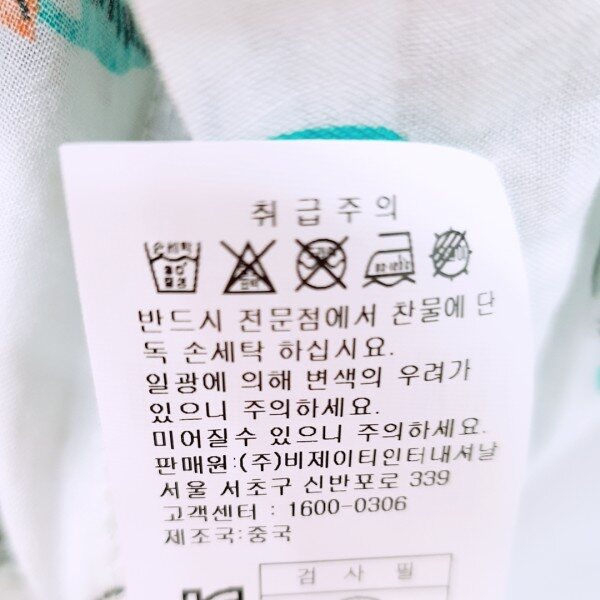 취급주의
손세탁
반드시 전문점에서 찬물에 단
독 손세탁 하십시요.
일광에 의해 변색의 우려가
있으니 주의하세요.
미어질수 있으니 주의하세요.
판매원:(주)비제이티인터내셔날
서울 서초구 신반포로 339
고객센터 : 1600-0306
제조국:중국
검 사 필